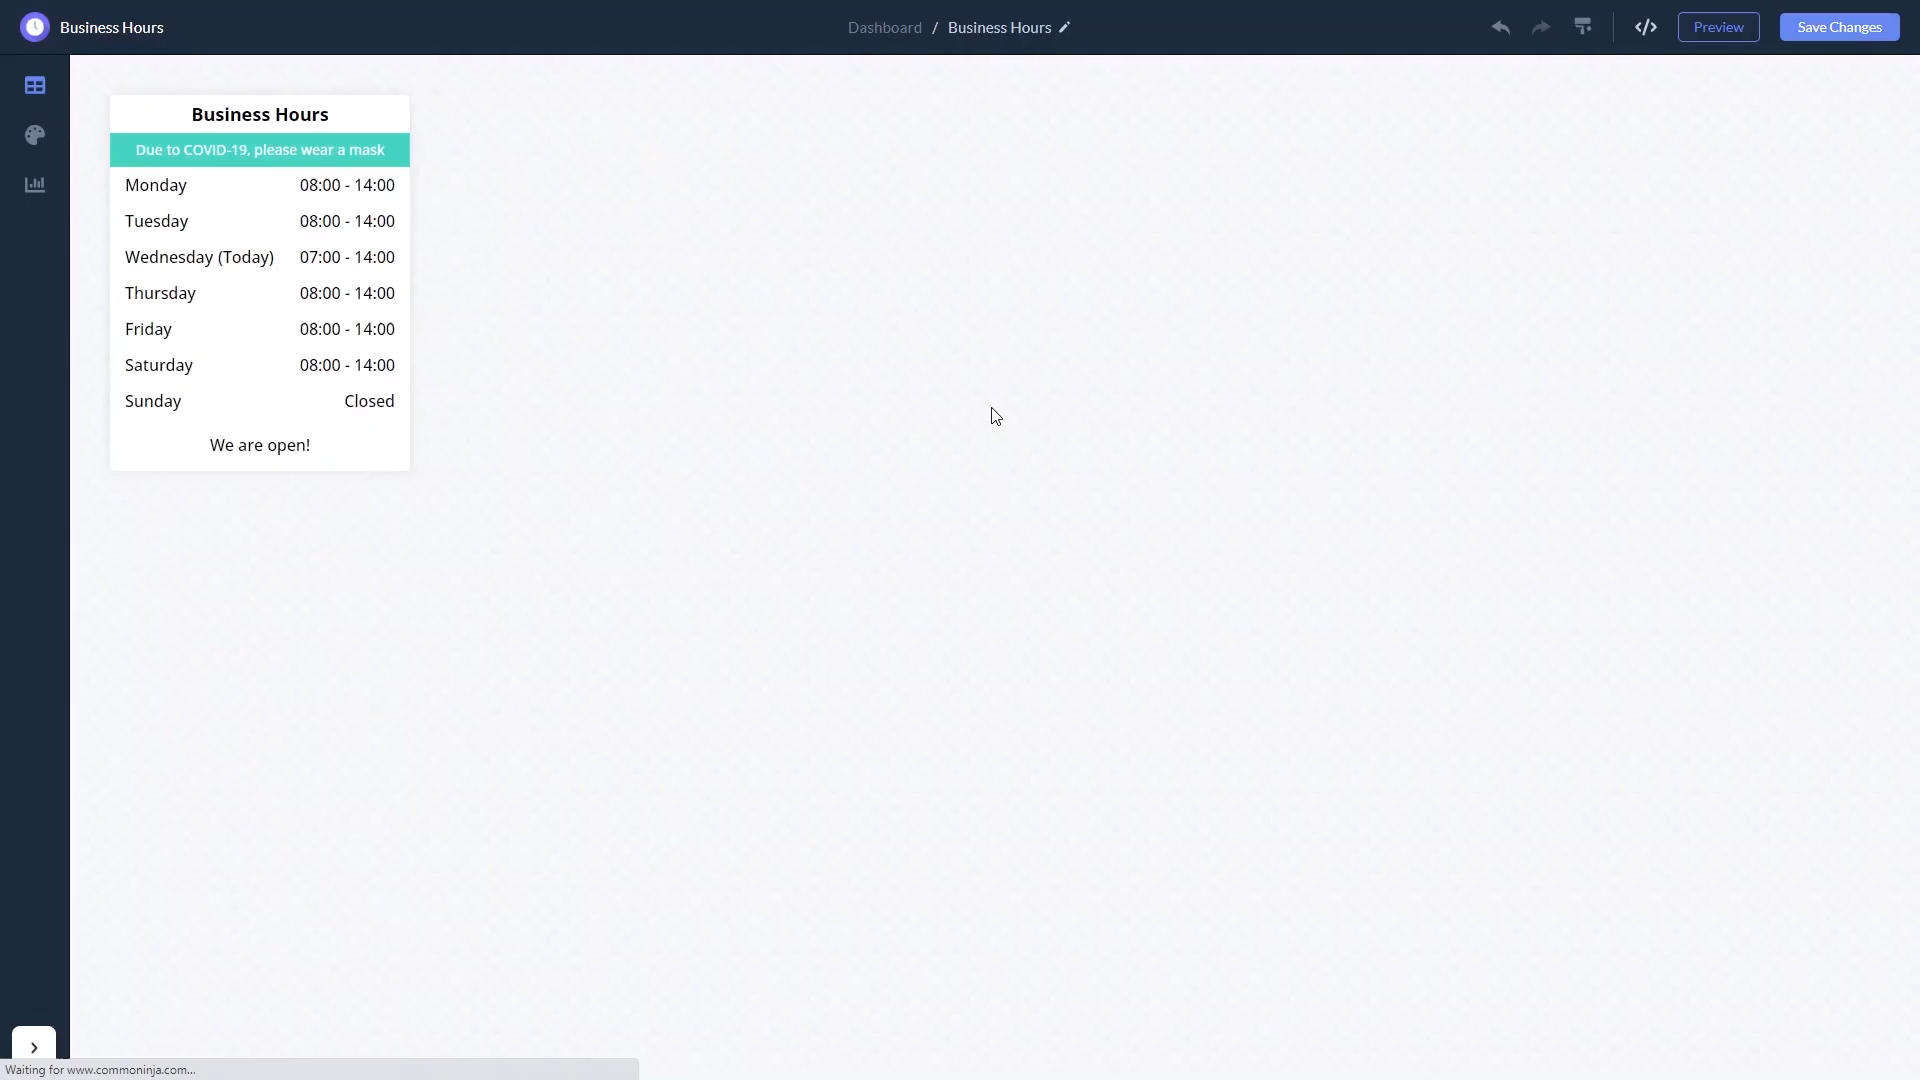 Business Hours
Dashboard / Business Hours
</> Preview Save Changes
Business Hours
Due to COVID-19, please wear a mask
Monday 08:00 - 14:00
Tuesday 08:00 - 14:00
Wednesday (Today) 07:00 - 14:00
Thursday 08:00 - 14:00
Friday 08:00 - 14:00
Saturday 08:00 - 14:00
Sunday Closed
We are open!
Waiting for www.commoninja.com...